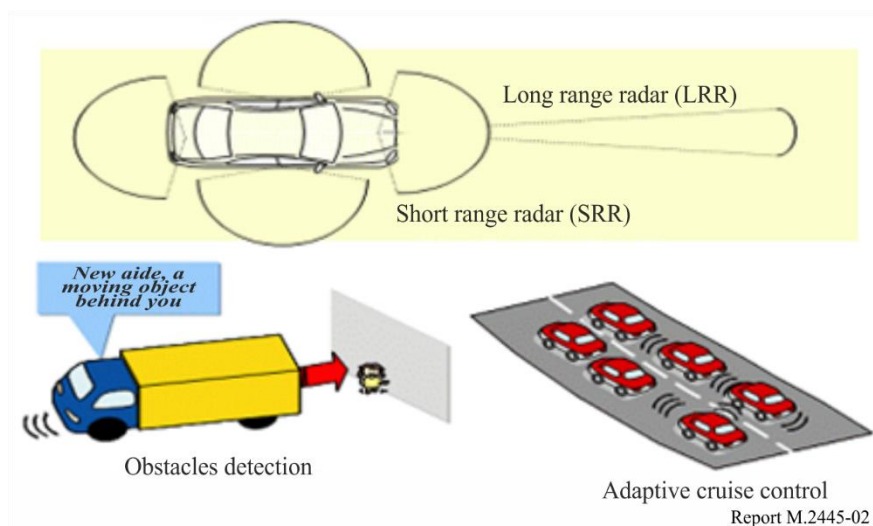 Long range radar (LRR)
Short range radar (SRR)
New aide, a
moving object
behind you
Obstacles detection
Adaptive cruise control
Report M.2445-02